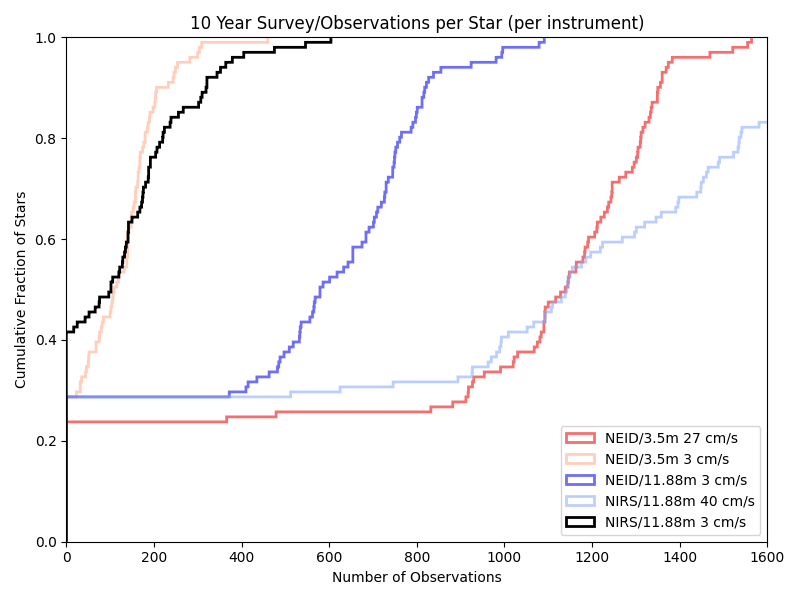 10 Year Survey/Observations per Star (per instrument)
1.0
0.8
0.6
0.4
0.2
0.0
Cumulative Fraction of Stars
0 200 400 600 800 1000 1200 1400 1600
Number of Observations
NEID/3.5m 27 cm/s
NEID/3.5m 3 cm/s
NEID/11.88m 3 cm/s
NIRS/11.88m 40 cm/s
NIRS/11.88m 3 cm/s